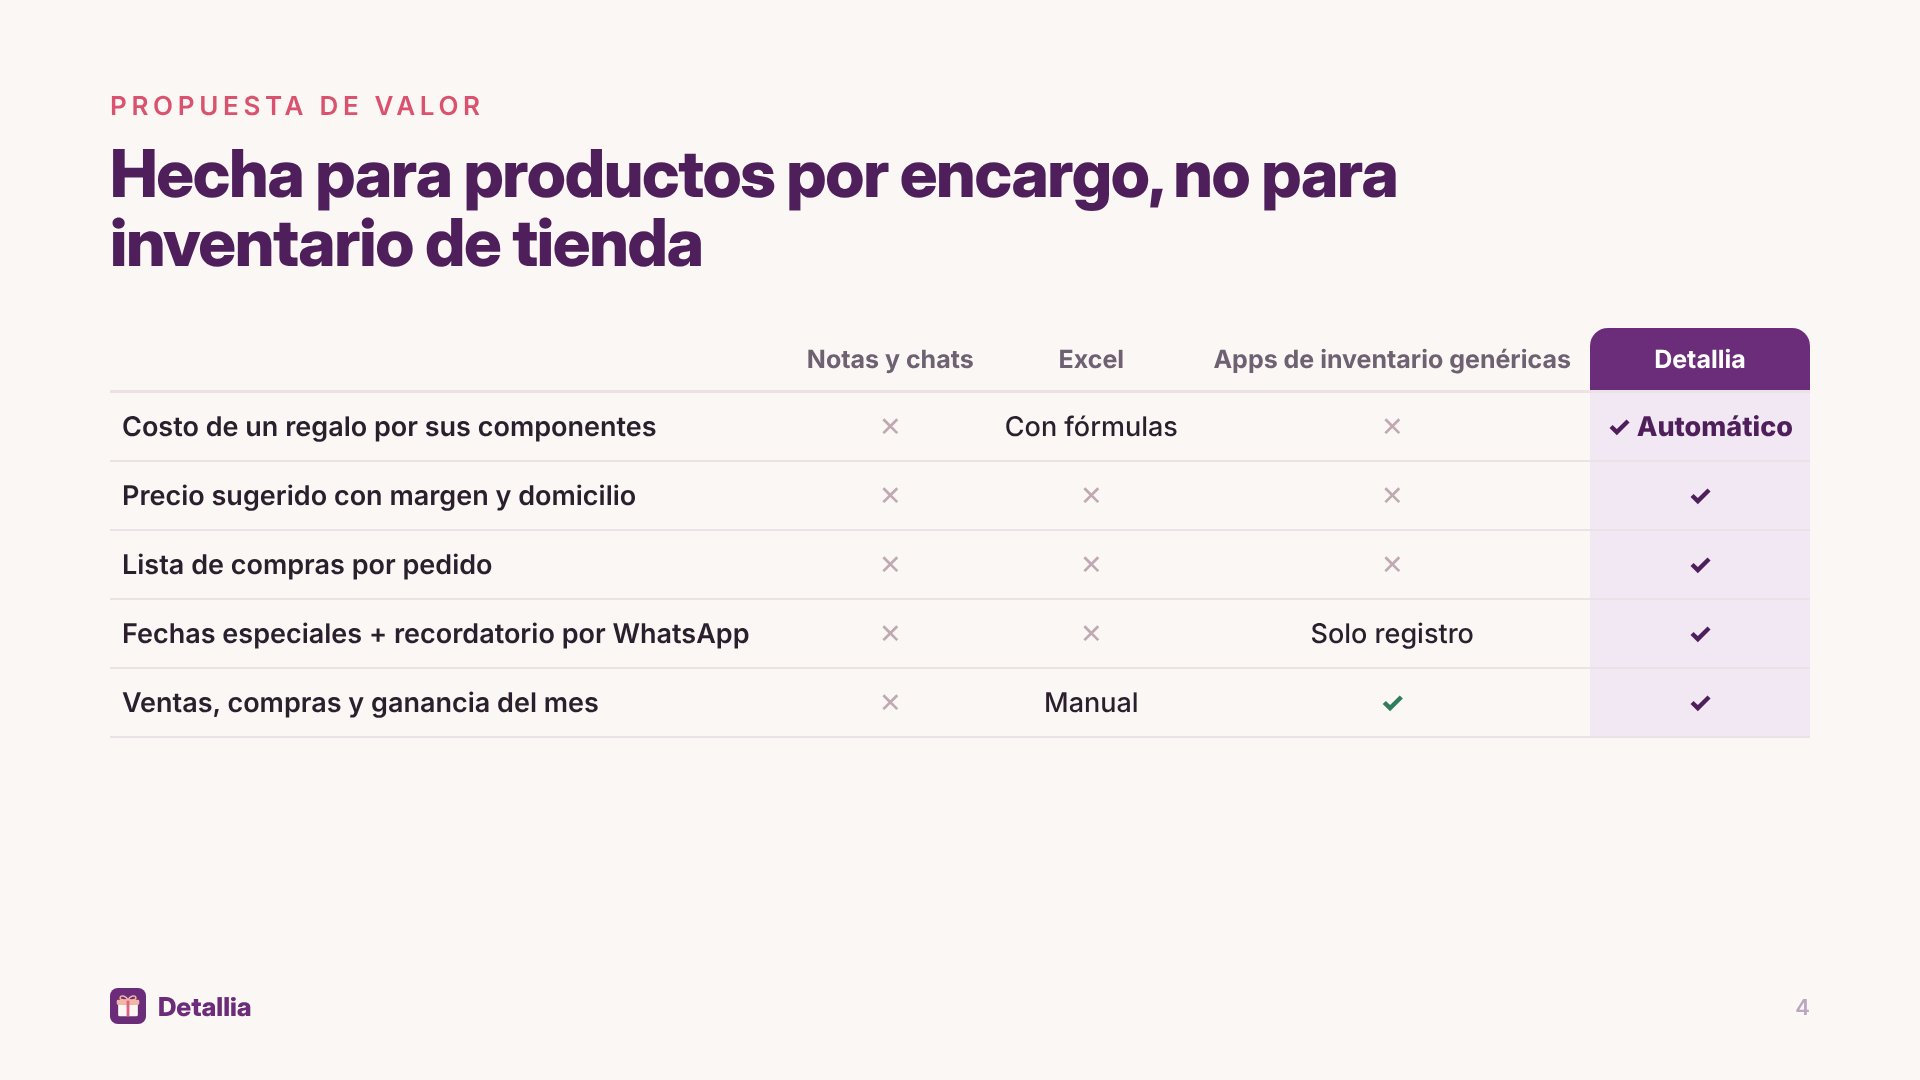 PROPUESTA DE VALOR
Hecha para productos por encargo, no para
inventario de tienda
Notas y chats Excel Apps de inventario genéricas Detallia
Costo de un regalo por sus componentes ✕ Con fórmulas ✕ ✓ Automático
Precio sugerido con margen y domicilio ✕ ✕ ✕ ✓
Lista de compras por pedido ✕ ✕ ✕ ✓
Fechas especiales + recordatorio por WhatsApp ✕ ✕ Solo registro ✓
Ventas, compras y ganancia del mes ✕ Manual ✓ ✓
Detallia 4